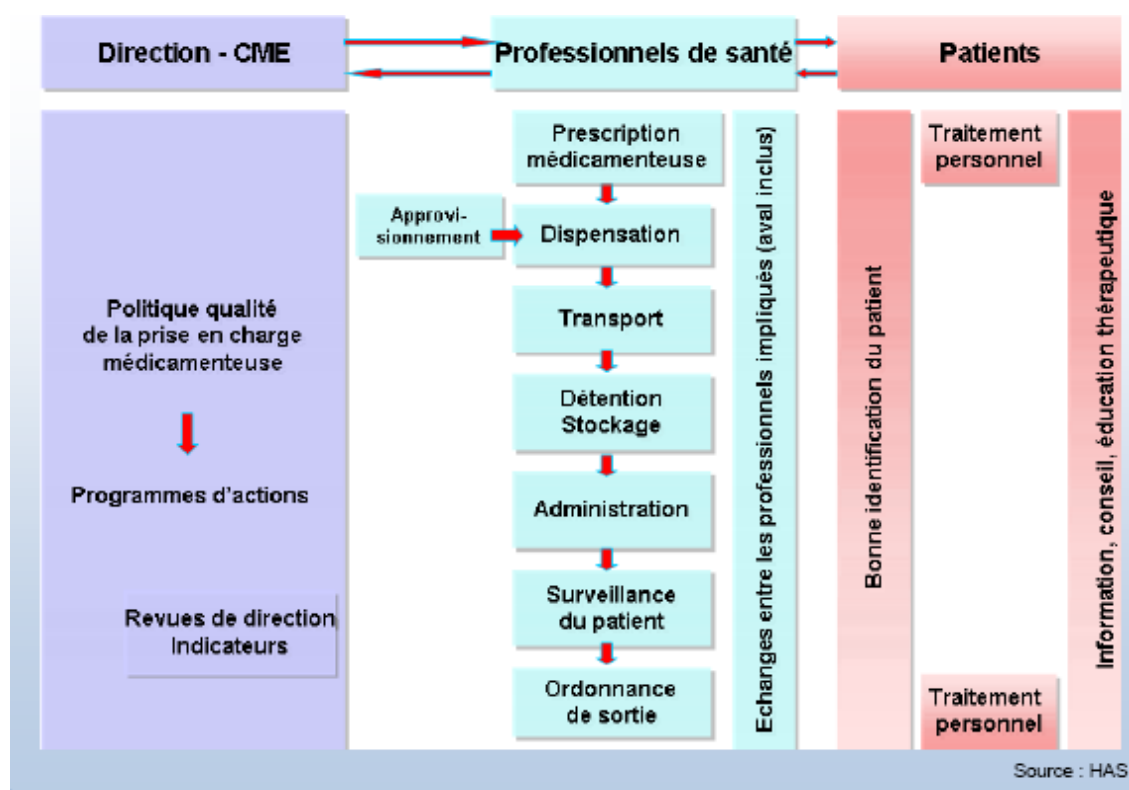 Direction - CME
Professionnels de santé
Patients
Politique qualité
de la prise en charge
médicamenteuse
Programmes d'actions
Revues de direction
Indicateurs
Approvi-
sionnement
Prescription
médicamenteuse
Dispensation
Transport
Détention
Stockage
Administration
Surveillance
du patient
Ordonnance
de sortie
Echanges entre les professionnels impliqués (aval inclus)
Bonne identification du patient
Traitement
personnel
Traitement
personnel
Information, conseil, éducation thérapeutique
Source : HAS